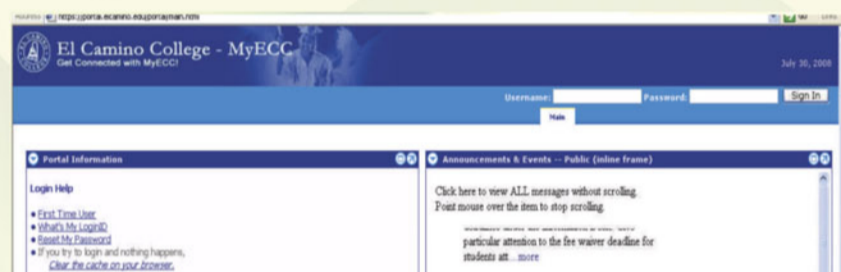 https://portal.ecamino.edu/portal/main.html
El Camino College - MyECC
Get Connected with MyECC!
July 30, 2008
Username: Password: Sign In
Main
Portal Information
Login Help
First Time User
What's My LoginID
Reset My Password
If you try to login and nothing happens,
Clear the cache on your browser.
Announcements & Events -- Public (inline frame)
Click here to view ALL messages without scrolling.
Point mouse over the item to stop scrolling.
particular attention to the fee waiver deadline for
students att... more